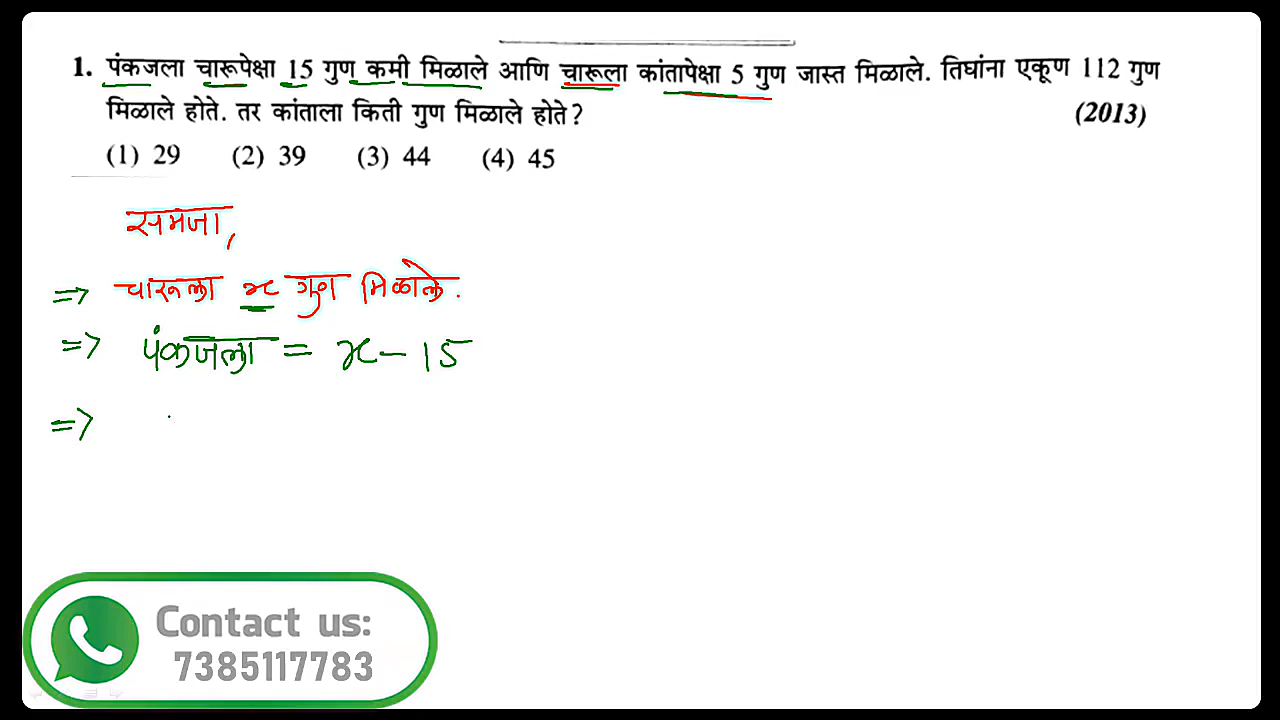 1. पंकजला चारूपेक्षा 15 गुण कमी मिळाले आणि चारूला कांतापेक्षा 5 गुण जास्त मिळाले. तिघांना एकूण 112 गुण
मिळाले होते. तर कांताला किती गुण मिळाले होते? (2013)
(1) 29 (2) 39 (3) 44 (4) 45
समजा,
=> चारूला x गुण मिळाले.
=> पंकजला = x - 15
=>
Contact us:
7385117783